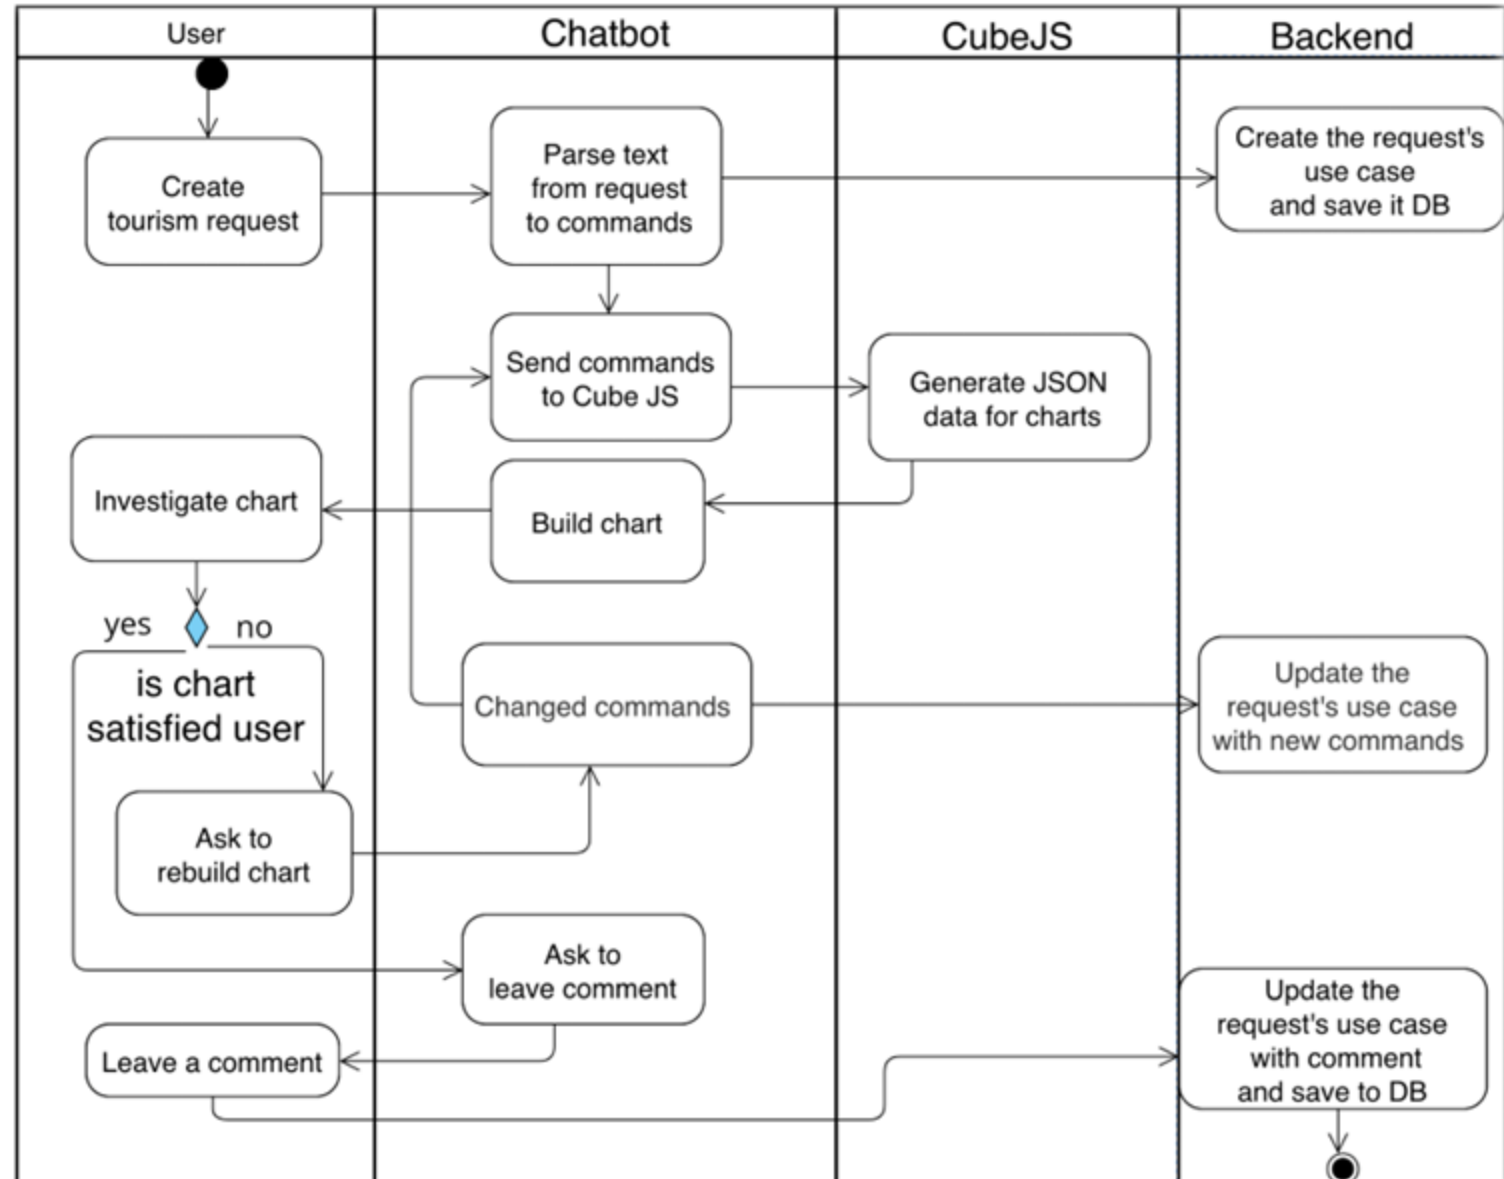 User
Chatbot
CubeJS
Backend
Create
tourism request
Parse text
from request
to commands
Create the request's
use case
and save it DB
Send commands
to Cube JS
Generate JSON
data for charts
Investigate chart
Build chart
yes
no
is chart
satisfied user
Changed commands
Update the
request's use case
with new commands
Ask to
rebuild chart
Ask to
leave comment
Leave a comment
Update the
request's use case
with comment
and save to DB